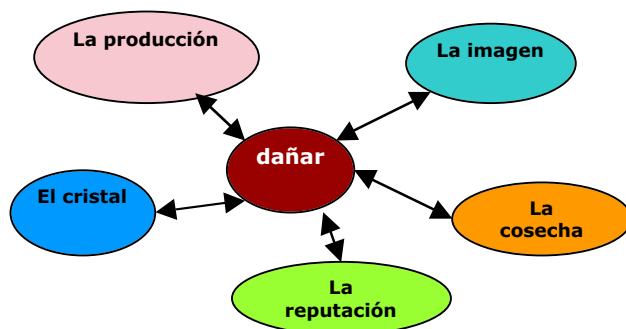 La producción
La imagen
dañar
El cristal
La
cosecha
La
reputación